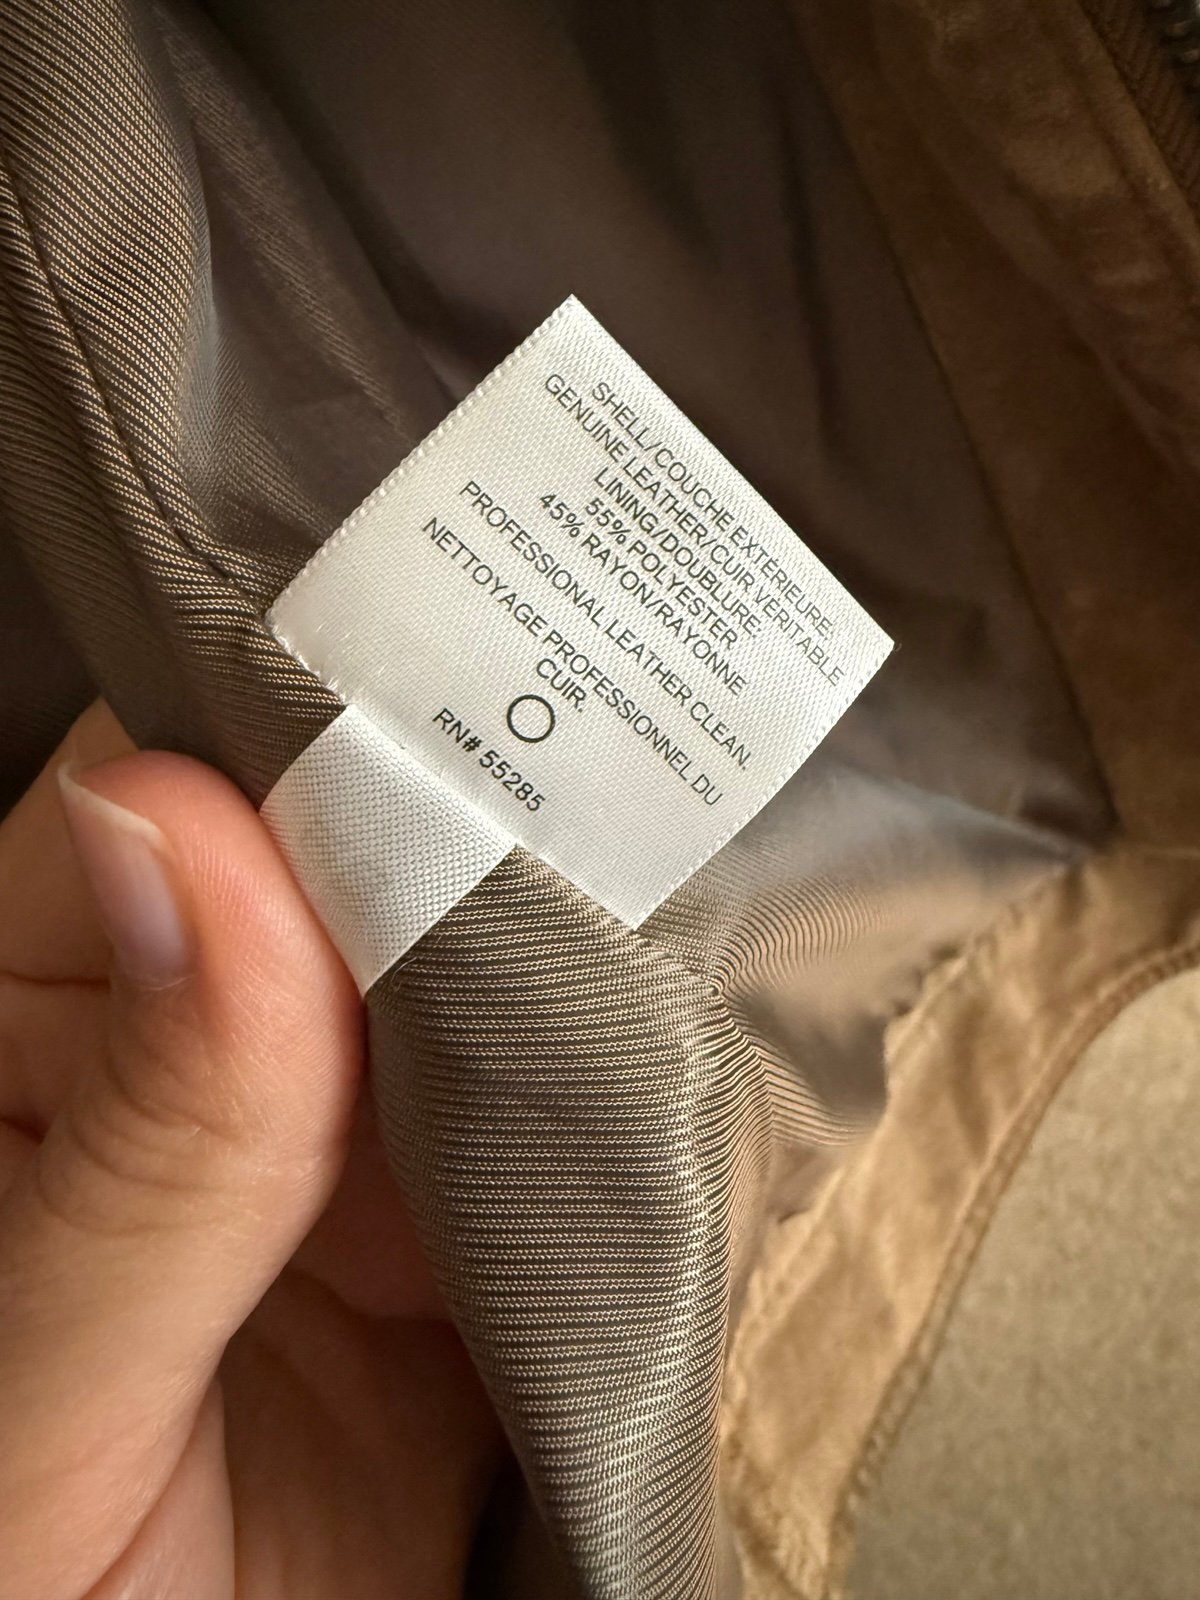 SHELL/COUCHE EXTERIEURE:
GENUINE LEATHER/CUIR VERITABLE
LINING/DOUBLURE:
55% POLYESTER
45% RAYON/RAYONNE
PROFESSIONAL LEATHER CLEAN.
NETTOYAGE PROFESSIONNEL DU
CUIR.
RN# 55285